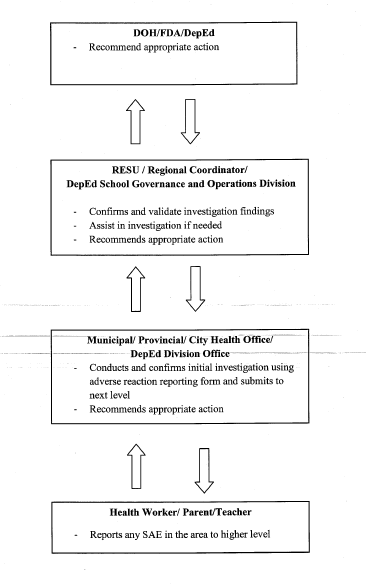 DOH/FDA/DepEd
- Recommend appropriate action
RESU / Regional Coordinator/
DepEd School Governance and Operations Division
- Confirms and validate investigation findings
- Assist in investigation if needed
- Recommends appropriate action
Municipal/ Provincial/ City Health Office/
DepEd Division Office
- Conducts and confirms initial investigation using
adverse reaction reporting form and submits to
next level
- Recommends appropriate action
Health Worker/ Parent/Teacher
- Reports any SAE in the area to higher level